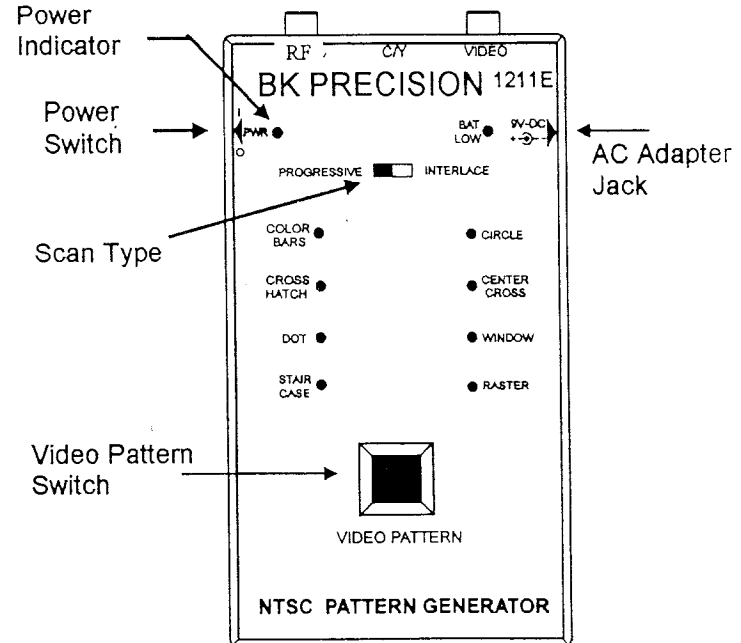 Power
Indicator
RF C/Y VIDEO
BK PRECISION 1211E
Power
Switch
PWR
BAT
LOW
9V-DC
AC Adapter
Jack
PROGRESSIVE INTERLACE
Scan Type
COLOR
BARS
CIRCLE
CROSS
HATCH
CENTER
CROSS
DOT
WINDOW
STAIR
CASE
RASTER
Video Pattern
Switch
VIDEO PATTERN
NTSC PATTERN GENERATOR